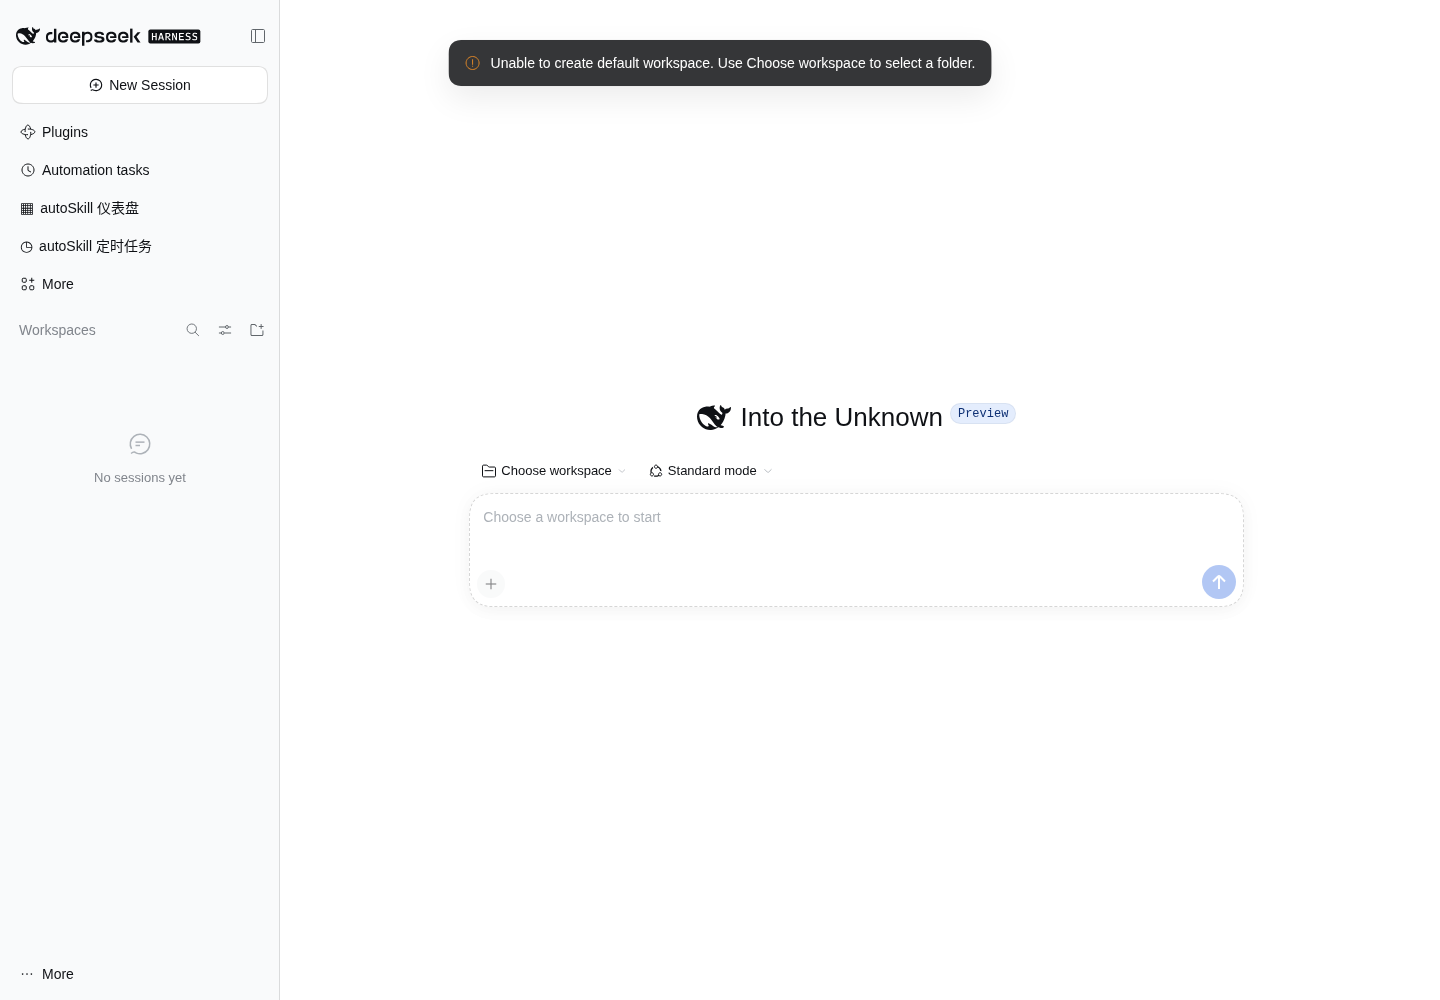 deepseek HARNESS
New Session
Plugins
Automation tasks
autoSkill 仪表盘
autoSkill 定时任务
More
Workspaces
No sessions yet
More
Unable to create default workspace. Use Choose workspace to select a folder.
Into the Unknown Preview
Choose workspace Standard mode
Choose a workspace to start